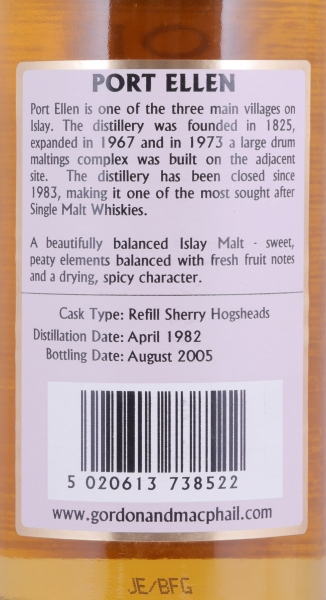 PORT ELLEN
Port Ellen is one of the three main villages on
Islay. The distillery was founded in 1825,
expanded in 1967 and in 1973 a large drum
maltings complex was built on the adjacent
site. The distillery has been closed since
1983, making it one of the most sought after
Single Malt Whiskies.
A beautifully balanced Islay Malt - sweet,
peaty elements balanced with fresh fruit notes
and a drying, spicy character.
Cask Type: Refill Sherry Hogsheads
Distillation Date: April 1982
Bottling Date: August 2005
5 020613 738522
www.gordonandmacphail.com
JE/BFG